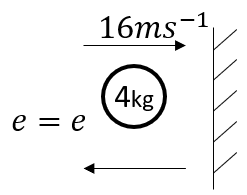 16ms⁻¹
4kg
e = e